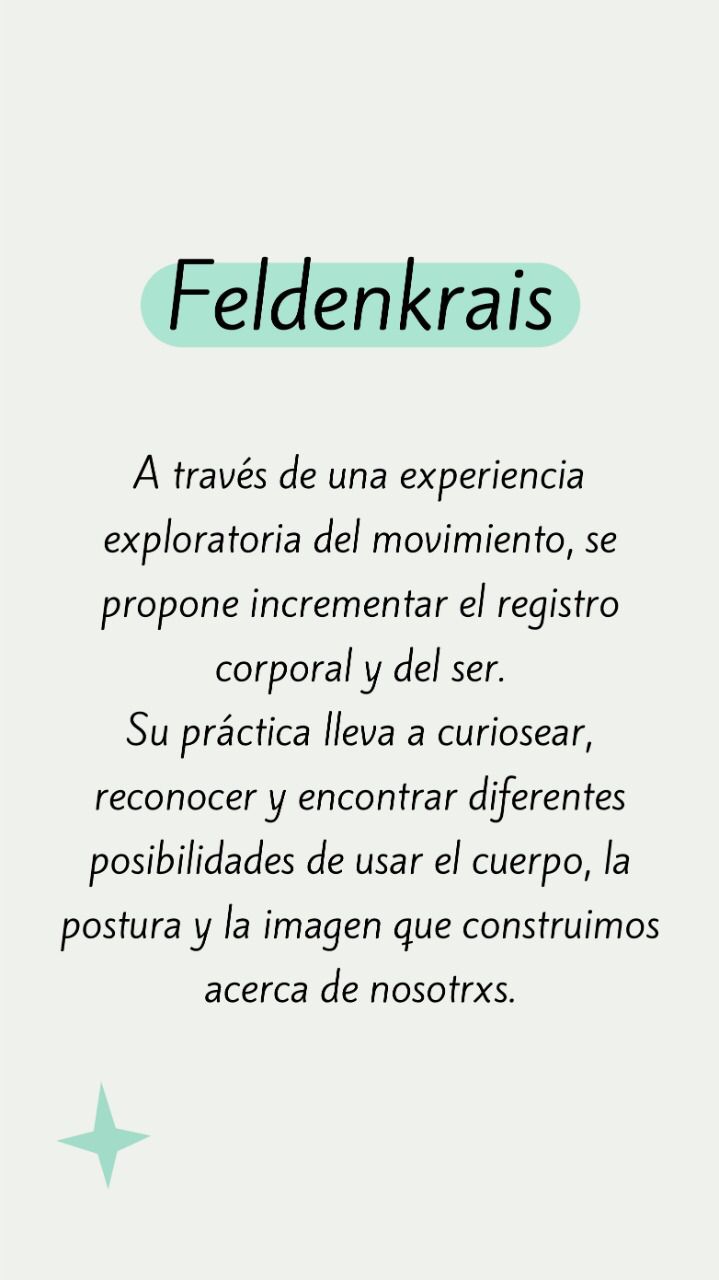 Feldenkrais
A través de una experiencia
exploratoria del movimiento, se
propone incrementar el registro
corporal y del ser.
Su práctica lleva a curiosear,
reconocer y encontrar diferentes
posibilidades de usar el cuerpo, la
postura y la imagen que construimos
acerca de nosotrxs.